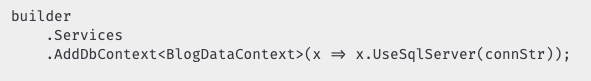 builder
    .Services
    .AddDbContext<BlogDataContext>(x => x.UseSqlServer(connStr));